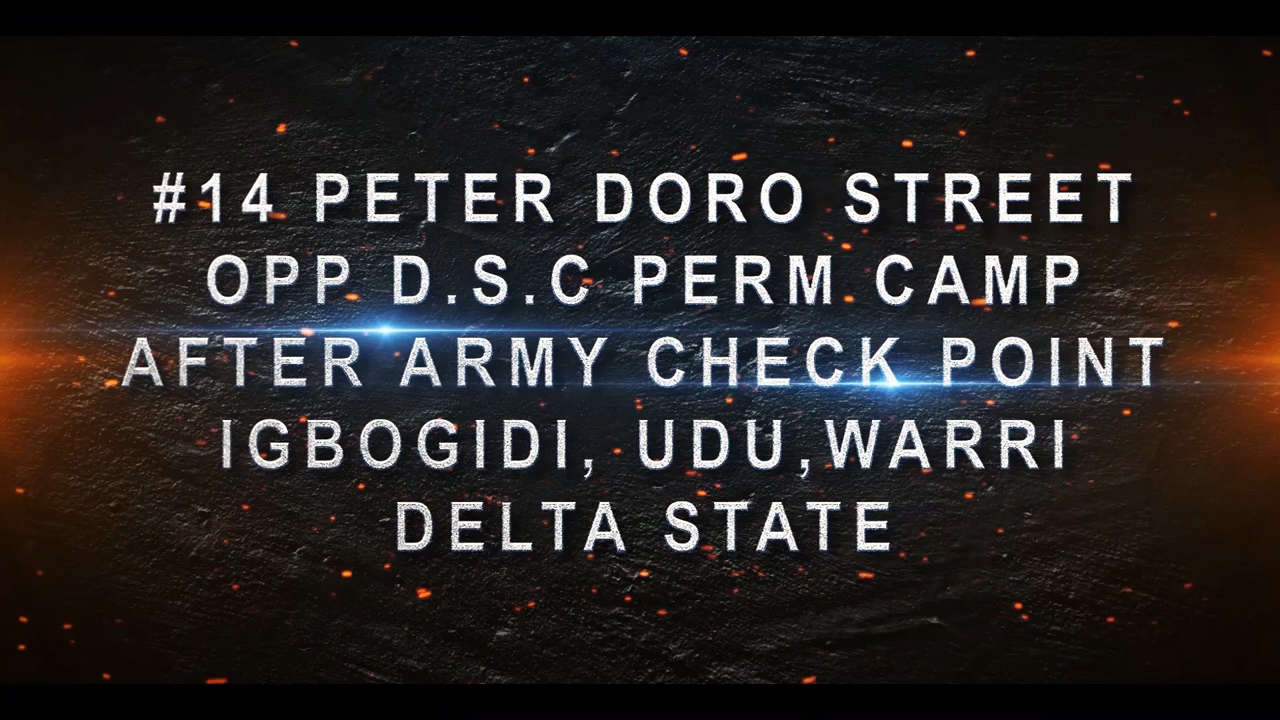 #14 PETER DORO STREET
OPP D.S.C PERM CAMP
AFTER ARMY CHECK POINT
IGBOGIDI, UDU,WARRI
DELTA STATE